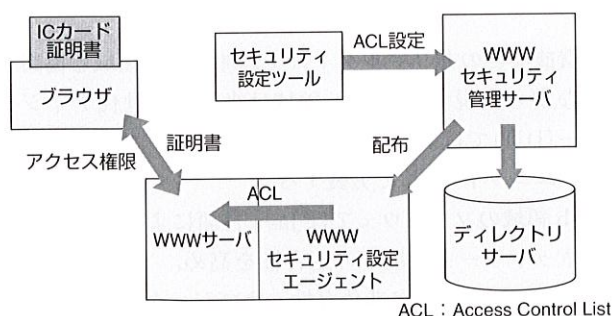 ICカード
証明書
ブラウザ
セキュリティ
設定ツール
ACL設定
WWW
セキュリティ
管理サーバ
証明書
アクセス権限
配布
ACL
WWWサーバ
WWW
セキュリティ設定
エージェント
ディレクトリ
サーバ
ACL：Access Control List